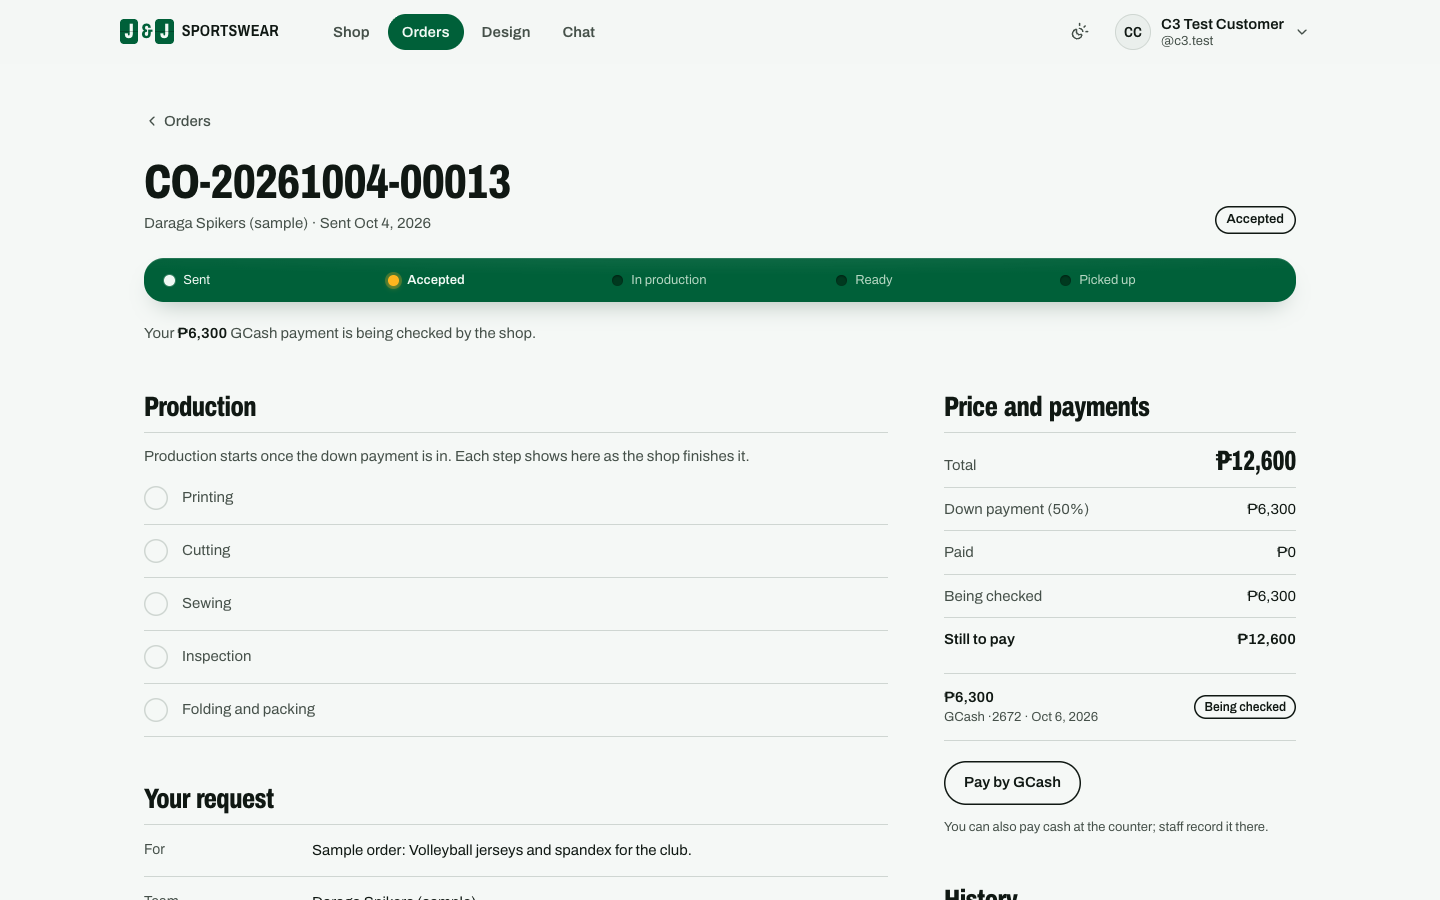 J & J SPORTSWEAR
Shop
Orders
Design
Chat
CC
C3 Test Customer
@c3.test
Orders
CO-20261004-00013
Daraga Spikers (sample) · Sent Oct 4, 2026
Accepted
Sent
Accepted
In production
Ready
Picked up
Your ₱6,300 GCash payment is being checked by the shop.
Production
Production starts once the down payment is in. Each step shows here as the shop finishes it.
Printing
Cutting
Sewing
Inspection
Folding and packing
Your request
For Sample order: Volleyball jerseys and spandex for the club.
Team Daraga Spikers (sample)
Price and payments
Total ₱12,600
Down payment (50%) ₱6,300
Paid ₱0
Being checked ₱6,300
Still to pay ₱12,600
₱6,300
GCash ·2672 · Oct 6, 2026
Being checked
Pay by GCash
You can also pay cash at the counter; staff record it there.
History